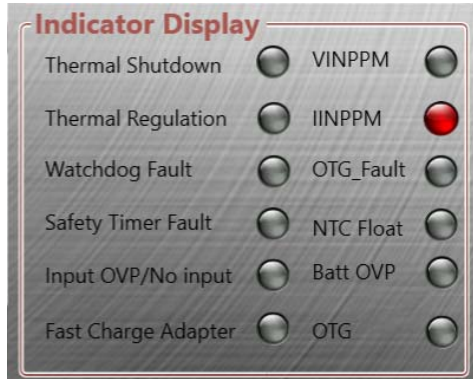 Indicator Display
Thermal Shutdown VINPPM
Thermal Regulation IINPPM
Watchdog Fault OTG_Fault
Safety Timer Fault NTC Float
Input OVP/No input Batt OVP
Fast Charge Adapter OTG